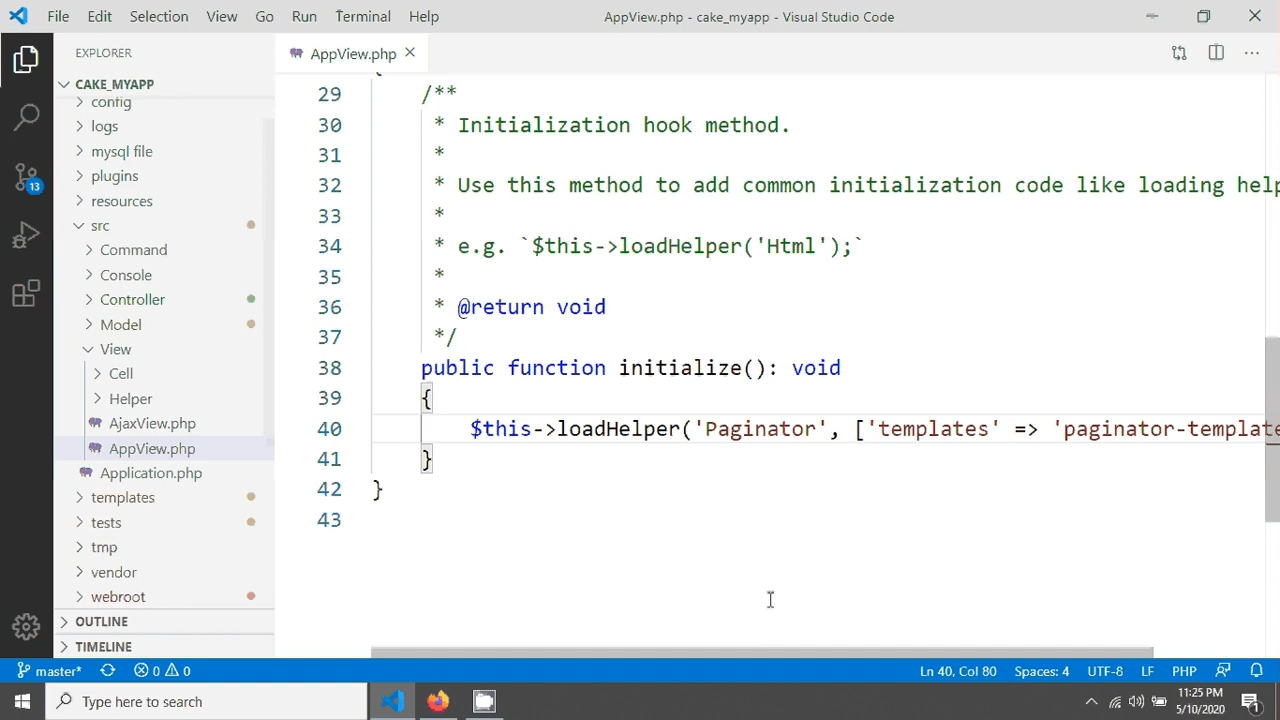 File Edit Selection View Go Run Terminal Help AppView.php - cake_myapp - Visual Studio Code
EXPLORER
CAKE_MYAPP
config
logs
mysql file
plugins
resources
src
Command
Console
Controller
Model
View
Cell
Helper
AjaxView.php
AppView.php
Application.php
templates
tests
tmp
vendor
webroot
OUTLINE
TIMELINE
13
AppView.php
29 /**
30 * Initialization hook method.
31 *
32 * Use this method to add common initialization code like loading help
33 *
34 * e.g. `$this->loadHelper('Html');`
35 *
36 * @return void
37 */
38 public function initialize(): void
39 {
40 $this->loadHelper('Paginator', ['templates' => 'paginator-template
41 }
42 }
43
master* 0 0 Ln 40, Col 80 Spaces: 4 UTF-8 LF PHP
Type here to search
11:25 PM
5/10/2020
1